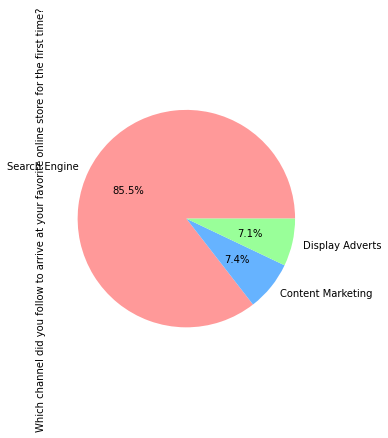 Which channel did you follow to arrive at your favorite online store for the first time?
Search Engine
85.5%
7.1%
Display Adverts
7.4%
Content Marketing